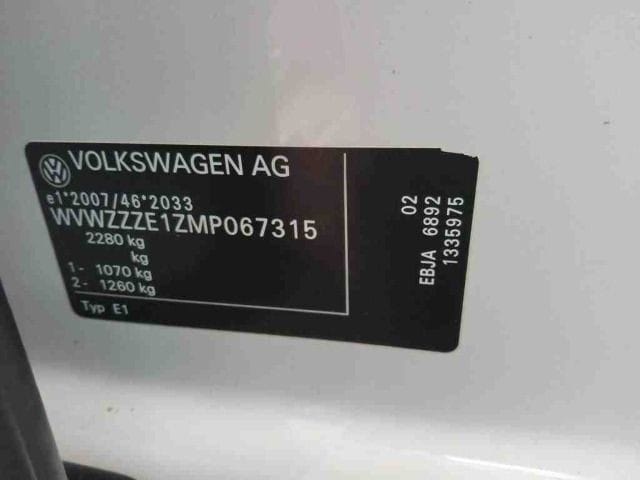 VOLKSWAGEN AG
e1*2007/46*2033
WVWZZZE1ZMP067315
2280 kg
kg
1- 1070 kg
2- 1260 kg
Typ E1
02
EBJA 6892
1335975